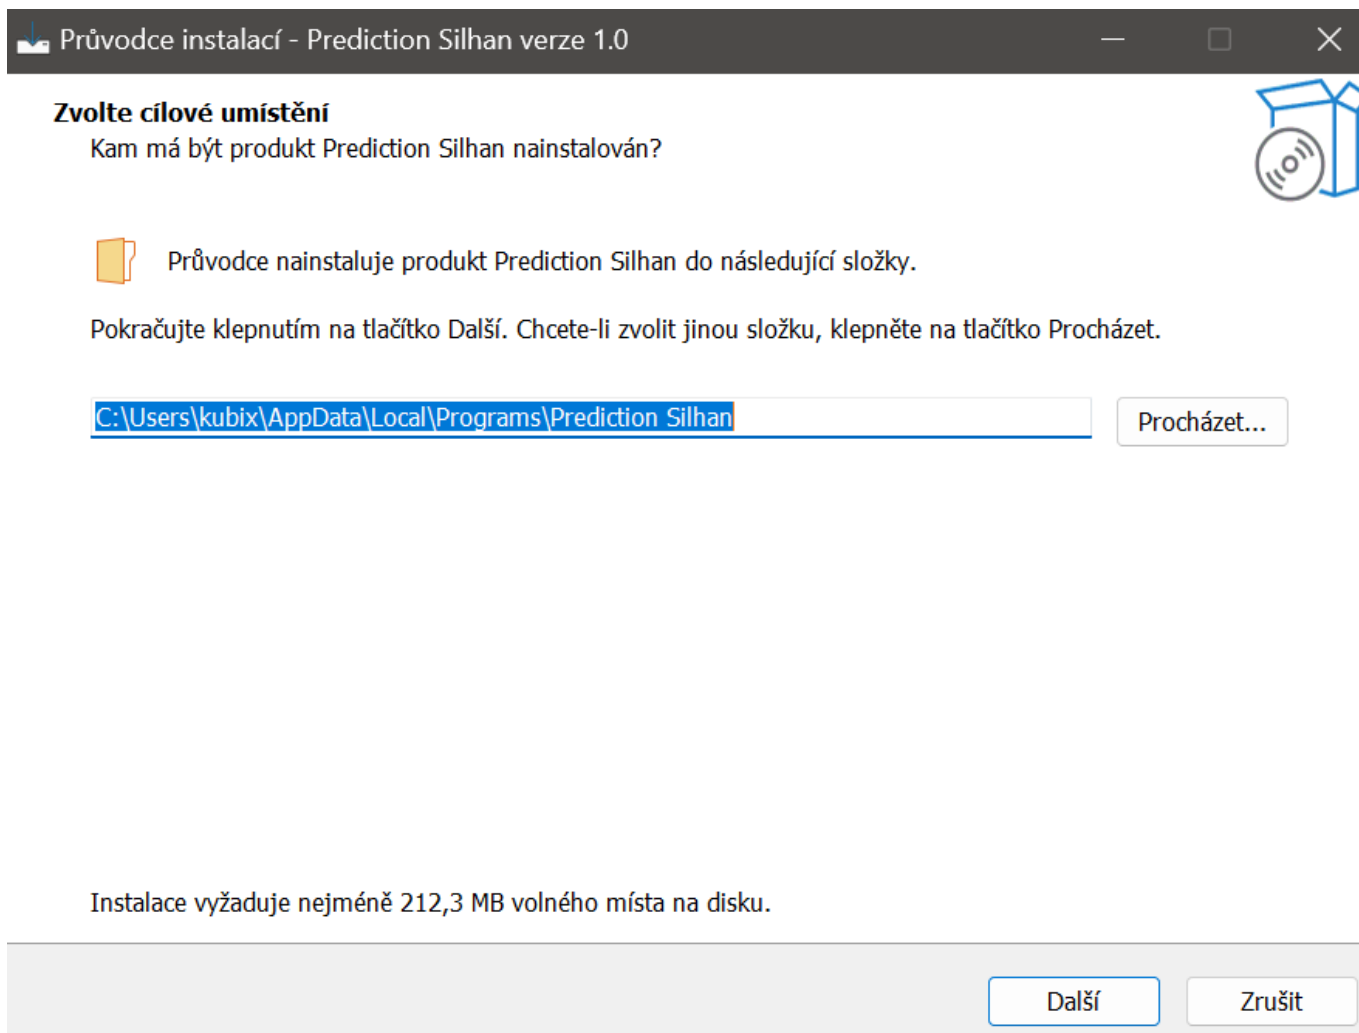 Průvodce instalací - Prediction Silhan verze 1.0
Zvolte cílové umístění
Kam má být produkt Prediction Silhan nainstalován?
Průvodce nainstaluje produkt Prediction Silhan do následující složky.
Pokračujte klepnutím na tlačítko Další. Chcete-li zvolit jinou složku, klepněte na tlačítko Procházet.
C:\Users\kubix\AppData\Local\Programs\Prediction Silhan
Procházet...
Instalace vyžaduje nejméně 212,3 MB volného místa na disku.
Další
Zrušit